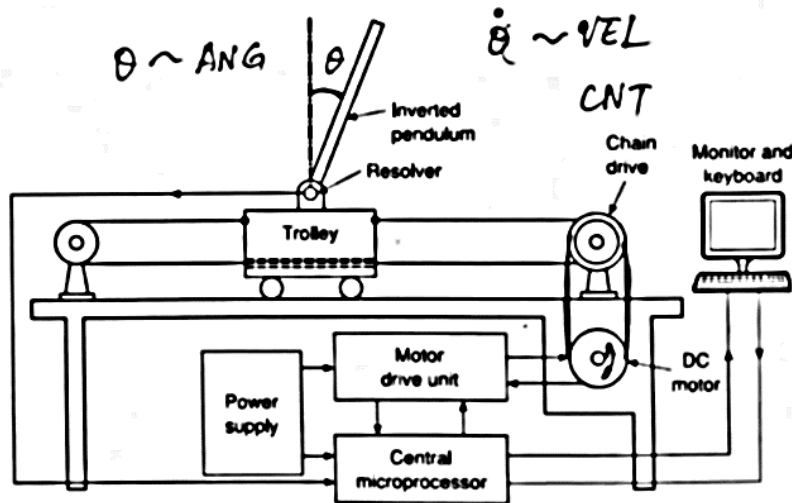 θ ~ ANG
θ
θ̇ ~ VEL
CNT
Inverted
pendulum
Resolver
Chain
drive
Monitor and
keyboard
Trolley
Motor
drive unit
DC
motor
Power
supply
Central
microprocessor